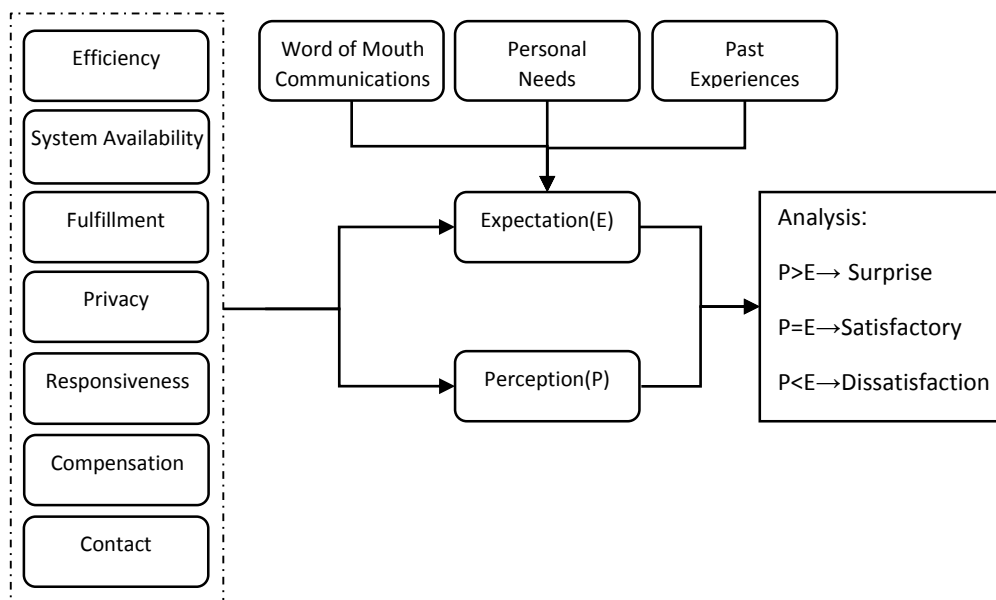 Efficiency
System Availability
Fulfillment
Privacy
Responsiveness
Compensation
Contact
Word of Mouth
Communications
Personal
Needs
Past
Experiences
Expectation(E)
Perception(P)
Analysis:
P>E→ Surprise
P=E→Satisfactory
P<E→Dissatisfaction